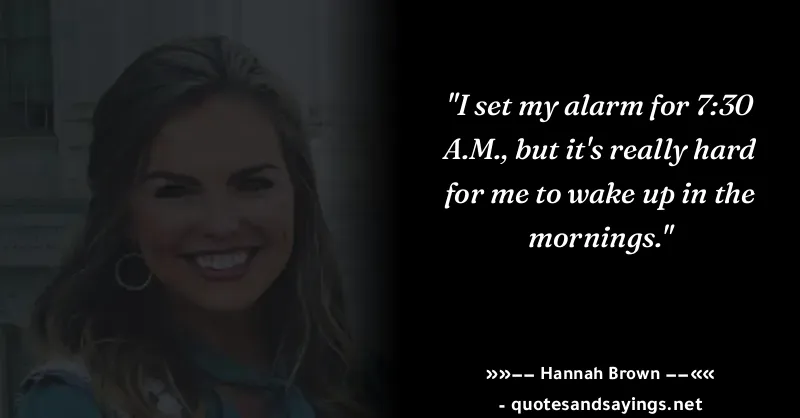 "I set my alarm for 7:30
A.M., but it's really hard
for me to wake up in the
mornings."
»»−− Hannah Brown −−««
- quotesandsayings.net